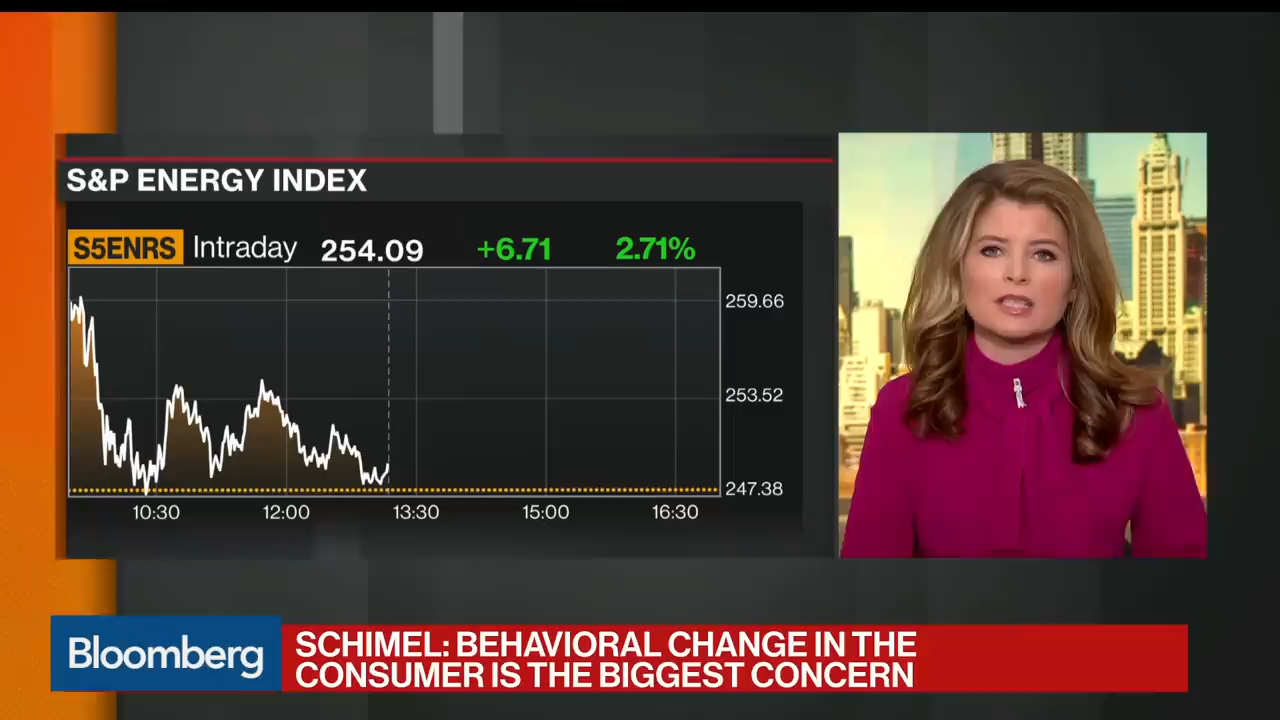 S&P ENERGY INDEX
S5ENRS Intraday 254.09 +6.71 2.71%
259.66
253.52
247.38
10:30 12:00 13:30 15:00 16:30
Bloomberg
SCHIMEL: BEHAVIORAL CHANGE IN THE
CONSUMER IS THE BIGGEST CONCERN